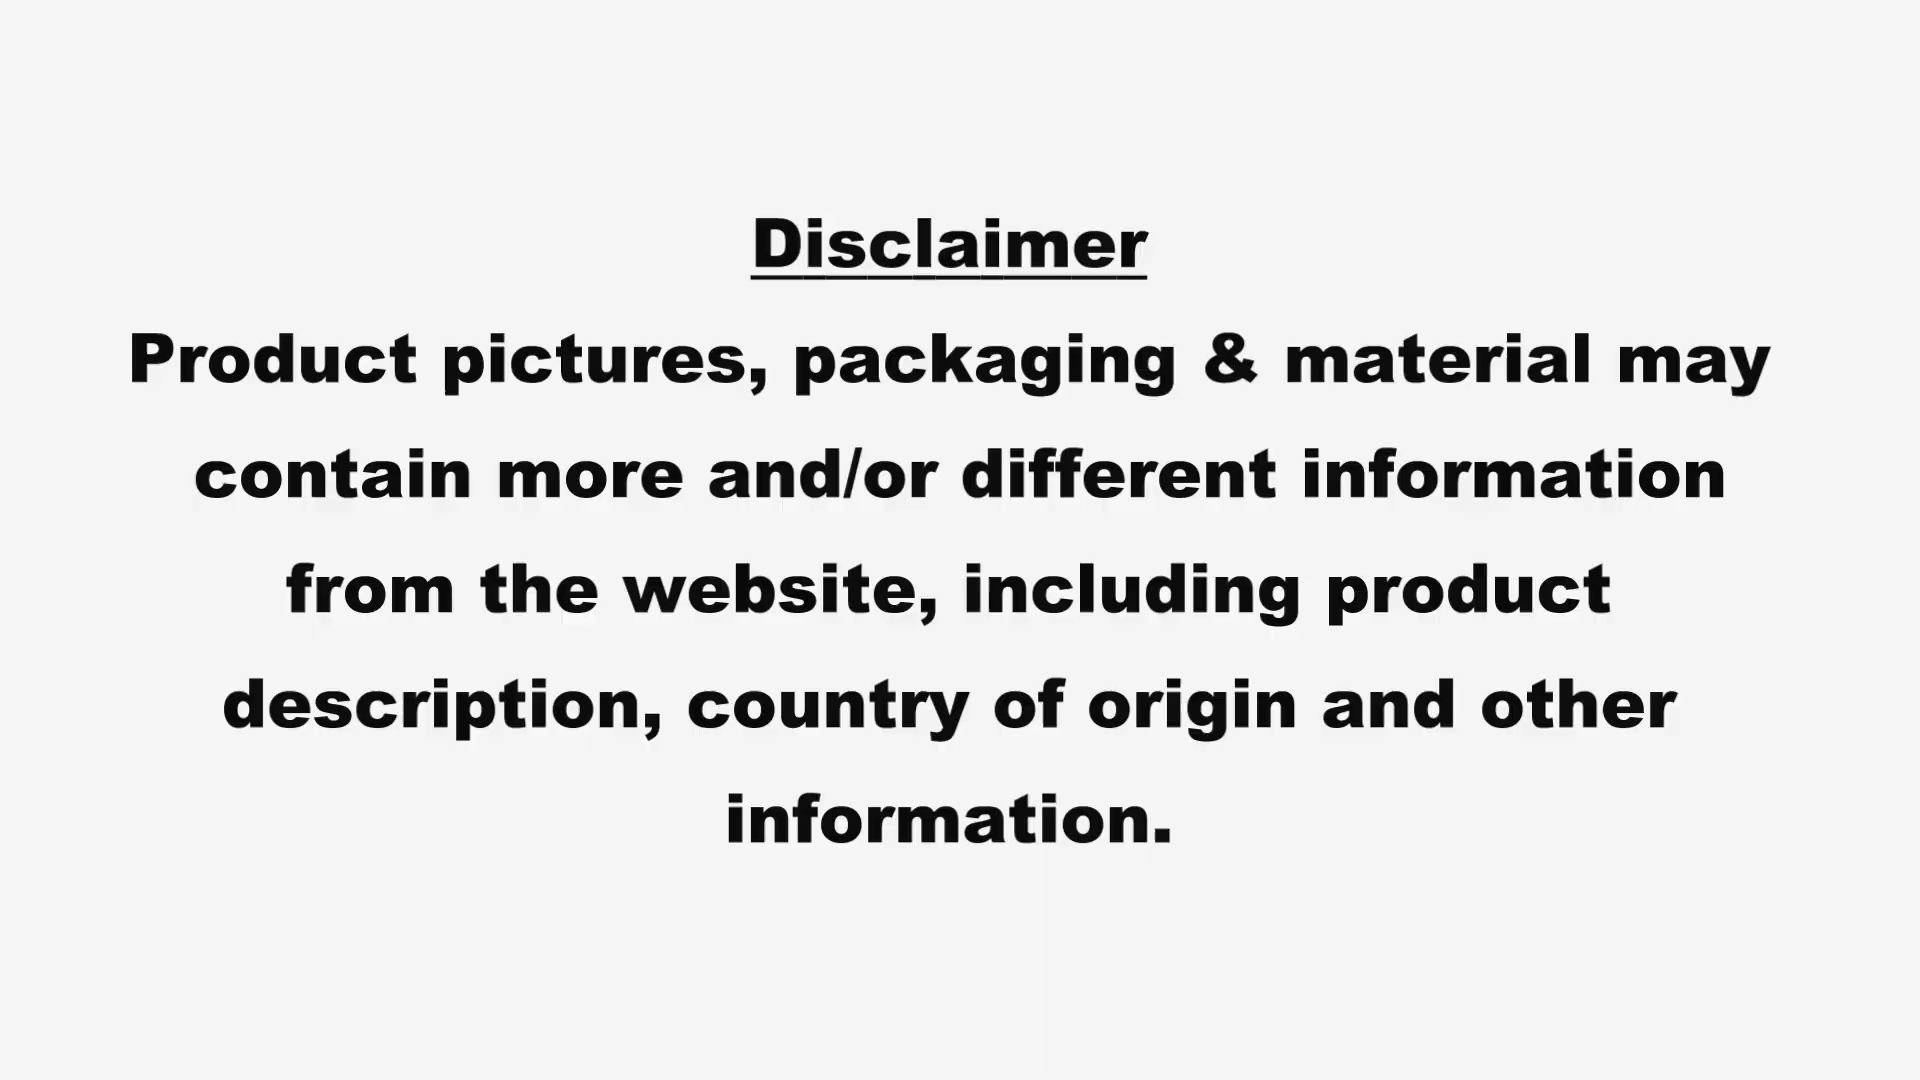 Disclaimer
Product pictures, packaging & material may
contain more and/or different information
from the website, including product
description, country of origin and other
information.